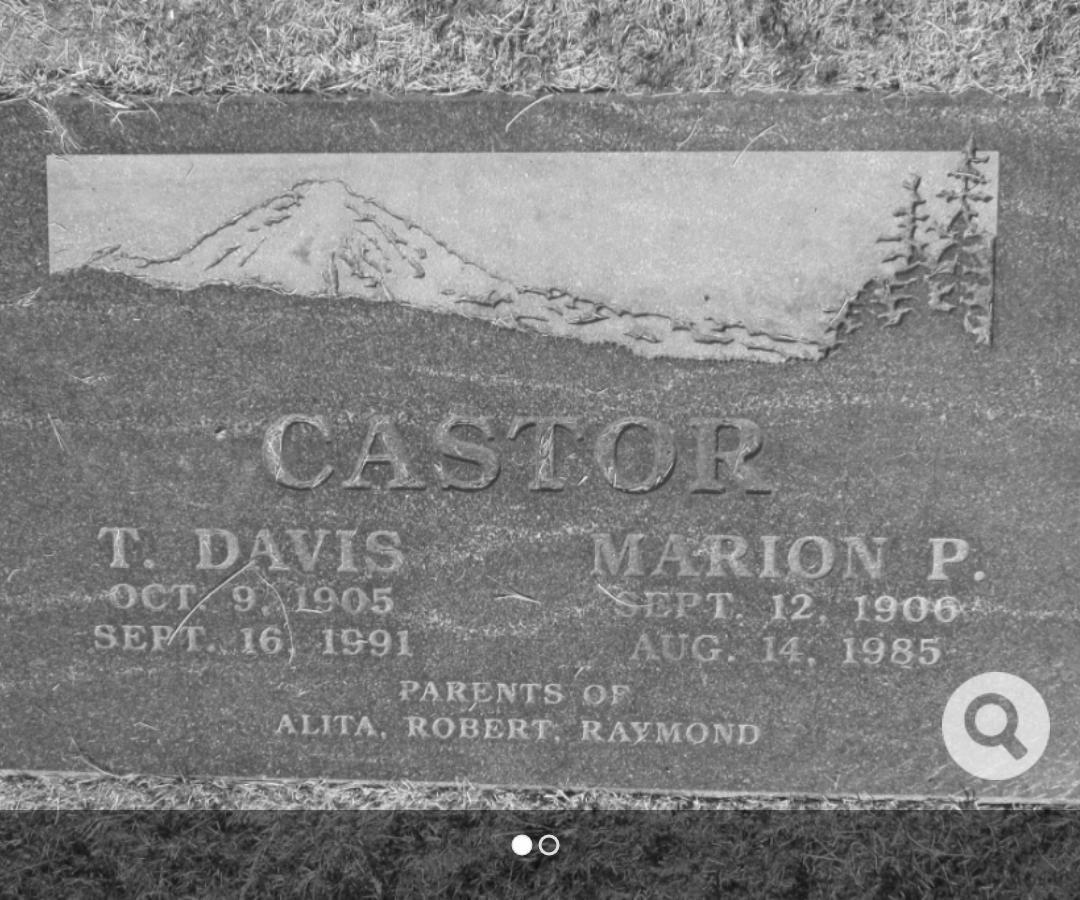 CASTOR
T. DAVIS MARION P.
OCT. 9, 1905 SEPT. 12, 1906
SEPT. 16, 1991 AUG. 14, 1985
PARENTS OF
ALITA, ROBERT, RAYMOND